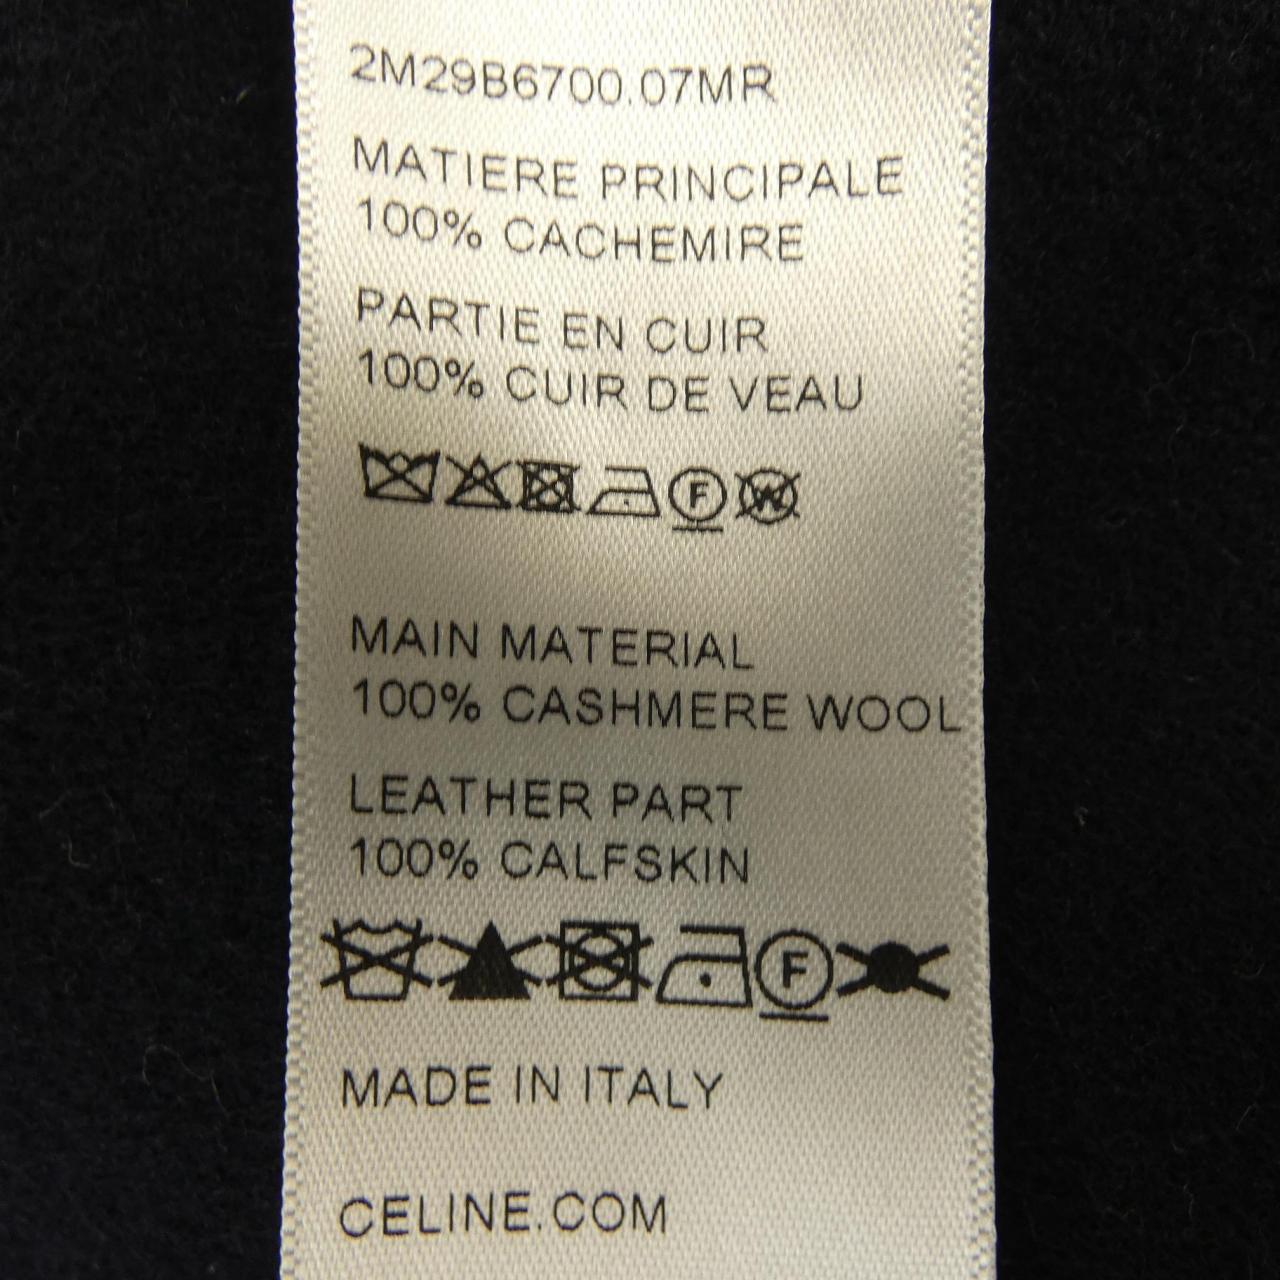 2M29B6700.07MR
MATIERE PRINCIPALE
100% CACHEMIRE
PARTIE EN CUIR
100% CUIR DE VEAU
F W
MAIN MATERIAL
100% CASHMERE WOOL
LEATHER PART
100% CALFSKIN
F
MADE IN ITALY
CELINE.COM